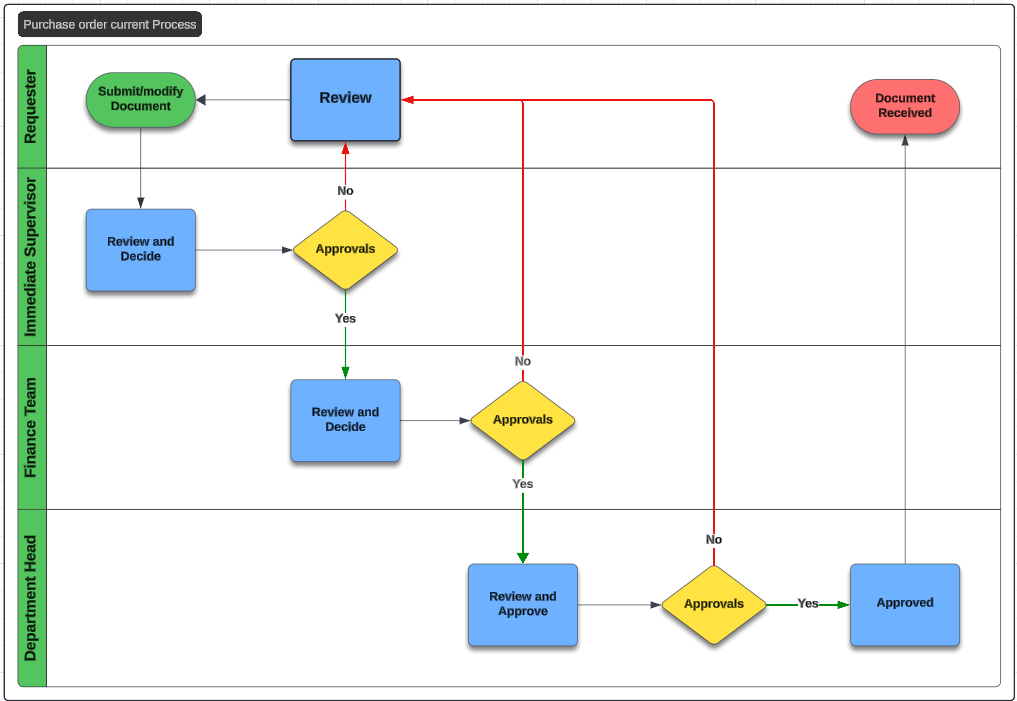 Purchase order current Process
Requester
Submit/modify
Document
Review
Document
Received
No
Immediate Supervisor
Review and
Decide
Approvals
Yes
No
Finance Team
Review and
Decide
Approvals
Yes
No
Department Head
Review and
Approve
Approvals
Yes
Approved